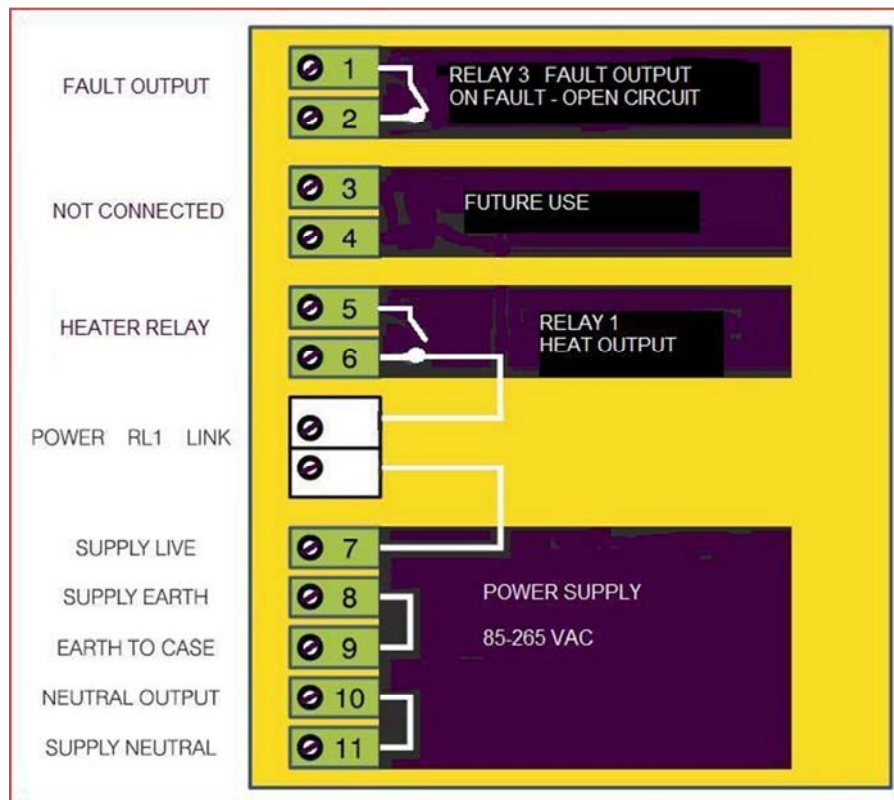 FAULT OUTPUT
1
2
RELAY 3 FAULT OUTPUT
ON FAULT - OPEN CIRCUIT
NOT CONNECTED
3
4
FUTURE USE
HEATER RELAY
5
6
RELAY 1
HEAT OUTPUT
POWER RL1 LINK
SUPPLY LIVE
7
SUPPLY EARTH
8
EARTH TO CASE
9
NEUTRAL OUTPUT
10
SUPPLY NEUTRAL
11
POWER SUPPLY
85-265 VAC